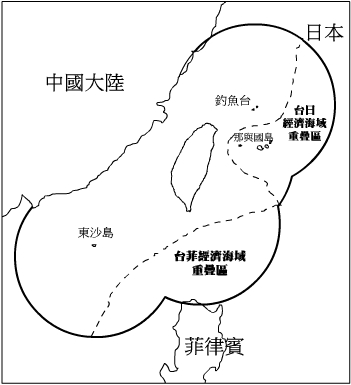 日本
中國大陸
釣魚台
台日
經濟海域
重疊區
那與國島
東沙島
台菲經濟海域
重疊區
菲律賓